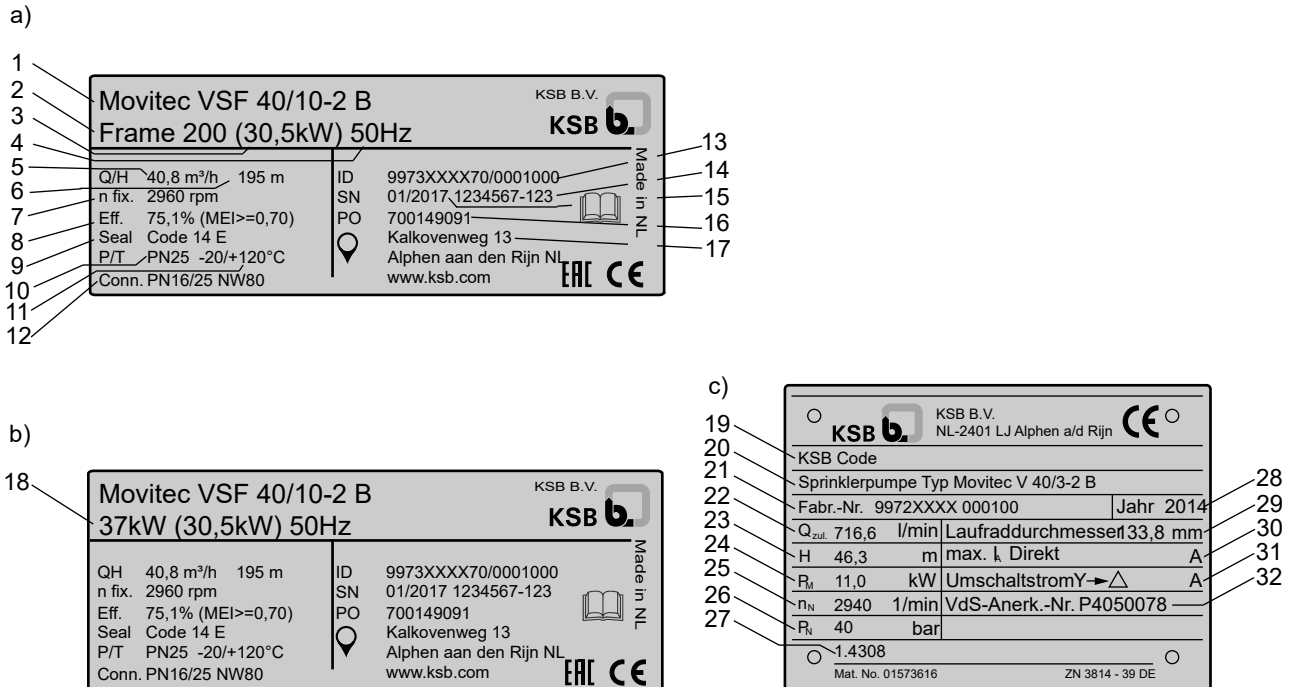 a)
1
2
3
4
5
6
7
8
9
10
11
12
Movitec VSF 40/10-2 B
Frame 200 (30,5kW) 50Hz
KSB B.V.
KSB b.
Q/H 40,8 m³/h 195 m
n fix. 2960 rpm
Eff. 75,1% (MEI>=0,70)
Seal Code 14 E
P/T PN25 -20/+120°C
Conn. PN16/25 NW80
ID 9973XXXX70/0001000
SN 01/2017 1234567-123
PO 700149091
Kalkovenweg 13
Alphen aan den Rijn NL
www.ksb.com
Made in NL
EAC CE
13
14
15
16
17
b)
18
Movitec VSF 40/10-2 B
37kW (30,5kW) 50Hz
KSB B.V.
KSB b.
QH 40,8 m³/h 195 m
n fix. 2960 rpm
Eff. 75,1% (MEI>=0,70)
Seal Code 14 E
P/T PN25 -20/+120°C
Conn. PN16/25 NW80
ID 9973XXXX70/0001000
SN 01/2017 1234567-123
PO 700149091
Kalkovenweg 13
Alphen aan den Rijn NL
www.ksb.com
Made in NL
EAC CE
c)
19
20
21
22
23
24
25
26
27
KSB b.
KSB B.V.
NL-2401 LJ Alphen a/d Rijn
CE
KSB Code
Sprinklerpumpe Typ Movitec V 40/3-2 B
Fabr.-Nr. 9972XXXX 000100 Jahr 2014
Qzul. 716,6 l/min Laufraddurchmesser 133,8 mm
H 46,3 m max. IA Direkt A
PM 11,0 kW UmschaltstromY➔△ A
nN 2940 1/min VdS-Anerk.-Nr. P4050078
PN 40 bar
1.4308
Mat. No. 01573616 ZN 3814 - 39 DE
28
29
30
31
32